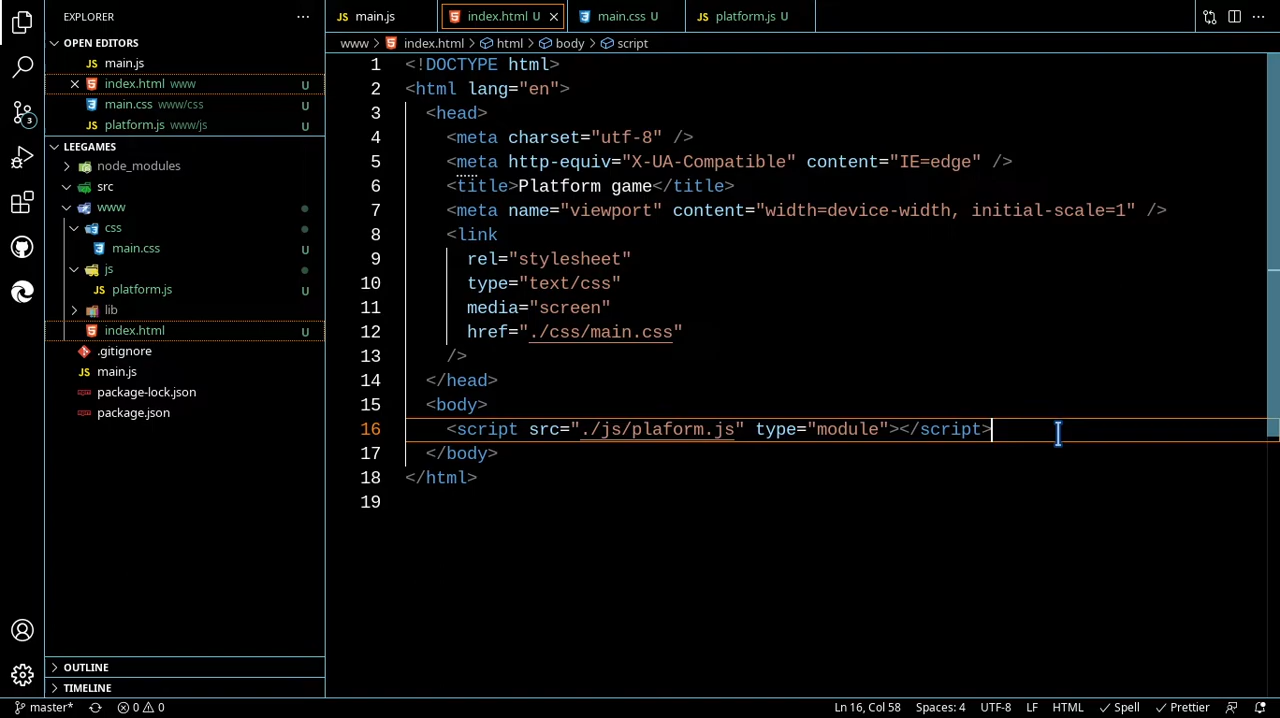 EXPLORER
OPEN EDITORS
main.js
index.html www U
main.css www/css U
platform.js www/js U
LEEGAMES
node_modules
src
www
css
main.css U
js
platform.js U
lib
index.html U
.gitignore
main.js
package-lock.json
package.json
OUTLINE
TIMELINE
JS main.js
index.html U
main.css U
JS platform.js U
www > index.html > html > body > script
1 <!DOCTYPE html>
2 <html lang="en">
3 <head>
4 <meta charset="utf-8" />
5 <meta http-equiv="X-UA-Compatible" content="IE=edge" />
6 <title>Platform game</title>
7 <meta name="viewport" content="width=device-width, initial-scale=1" />
8 <link
9 rel="stylesheet"
10 type="text/css"
11 media="screen"
12 href="./css/main.css"
13 />
14 </head>
15 <body>
16 <script src="./js/plaform.js" type="module"></script>
17 </body>
18 </html>
19
master* 0 0 Ln 16, Col 58 Spaces: 4 UTF-8 LF HTML Spell Prettier